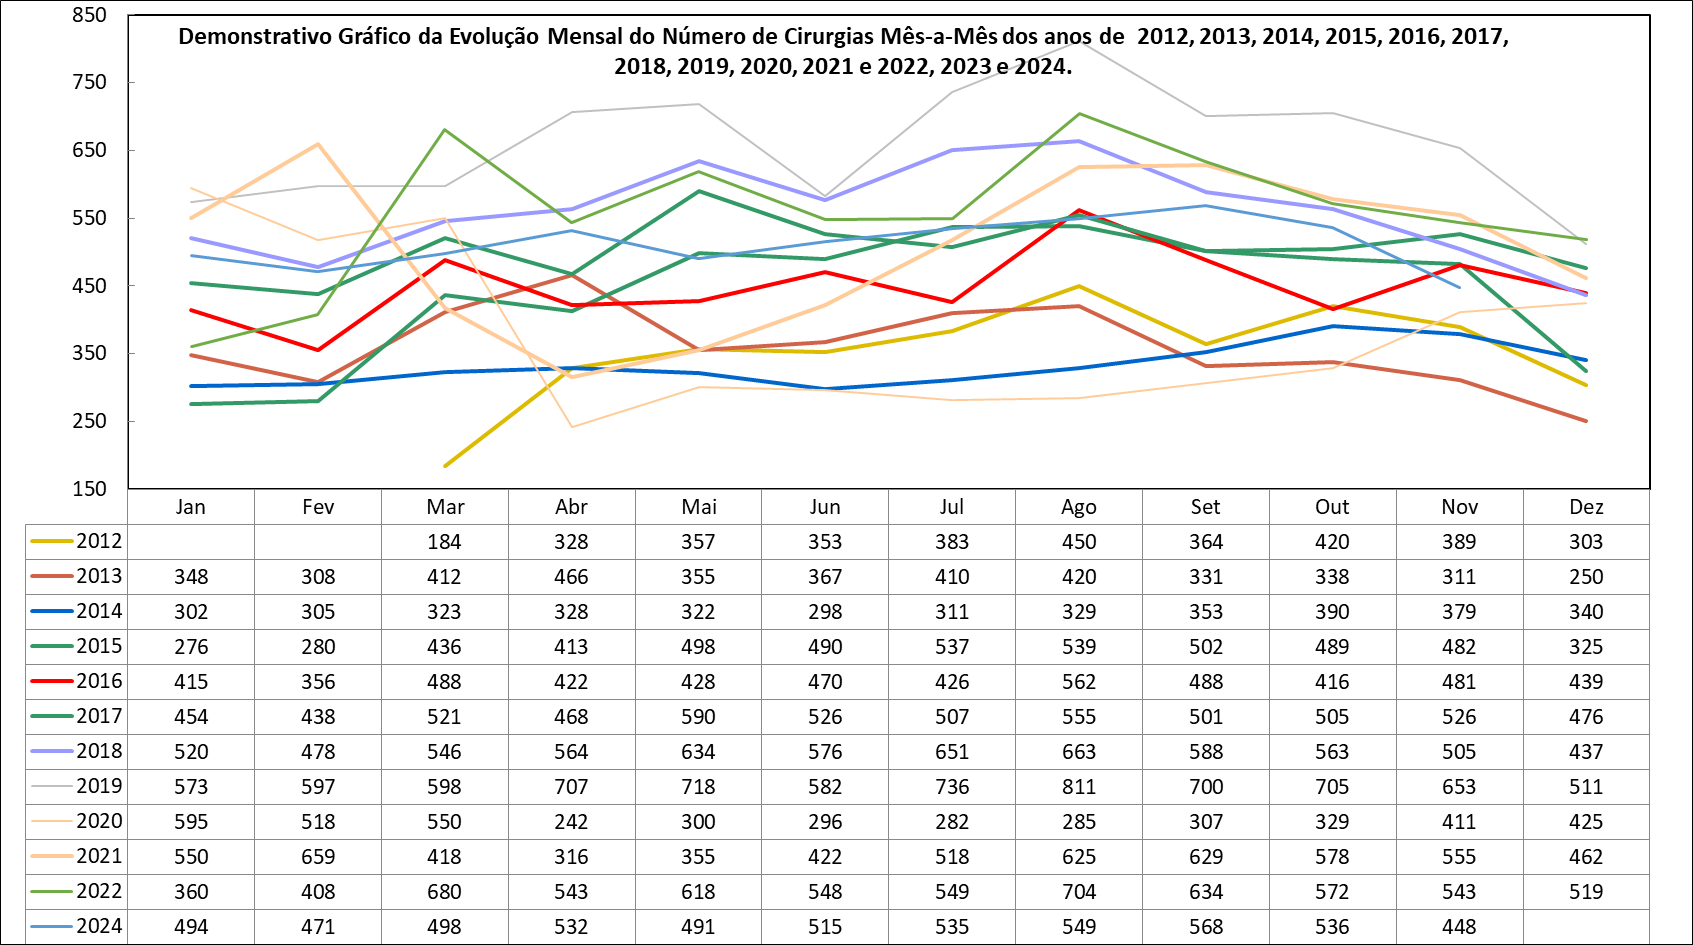 850
Demonstrativo Gráfico da Evolução Mensal do Número de Cirurgias Mês-a-Mês dos anos de 2012, 2013, 2014, 2015, 2016, 2017,
2018, 2019, 2020, 2021 e 2022, 2023 e 2024.
750
650
550
450
350
250
150
Jan Fev Mar Abr Mai Jun Jul Ago Set Out Nov Dez
2012 184 328 357 353 383 450 364 420 389 303
2013 348 308 412 466 355 367 410 420 331 338 311 250
2014 302 305 323 328 322 298 311 329 353 390 379 340
2015 276 280 436 413 498 490 537 539 502 489 482 325
2016 415 356 488 422 428 470 426 562 488 416 481 439
2017 454 438 521 468 590 526 507 555 501 505 526 476
2018 520 478 546 564 634 576 651 663 588 563 505 437
2019 573 597 598 707 718 582 736 811 700 705 653 511
2020 595 518 550 242 300 296 282 285 307 329 411 425
2021 550 659 418 316 355 422 518 625 629 578 555 462
2022 360 408 680 543 618 548 549 704 634 572 543 519
2024 494 471 498 532 491 515 535 549 568 536 448